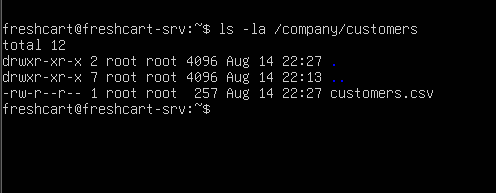 freshcart@freshcart-srv:~$ ls -la /company/customers
total 12
drwxr-xr-x 2 root root 4096 Aug 14 22:27 .
drwxr-xr-x 7 root root 4096 Aug 14 22:13 ..
-rw-r--r-- 1 root root  257 Aug 14 22:27 customers.csv
freshcart@freshcart-srv:~$